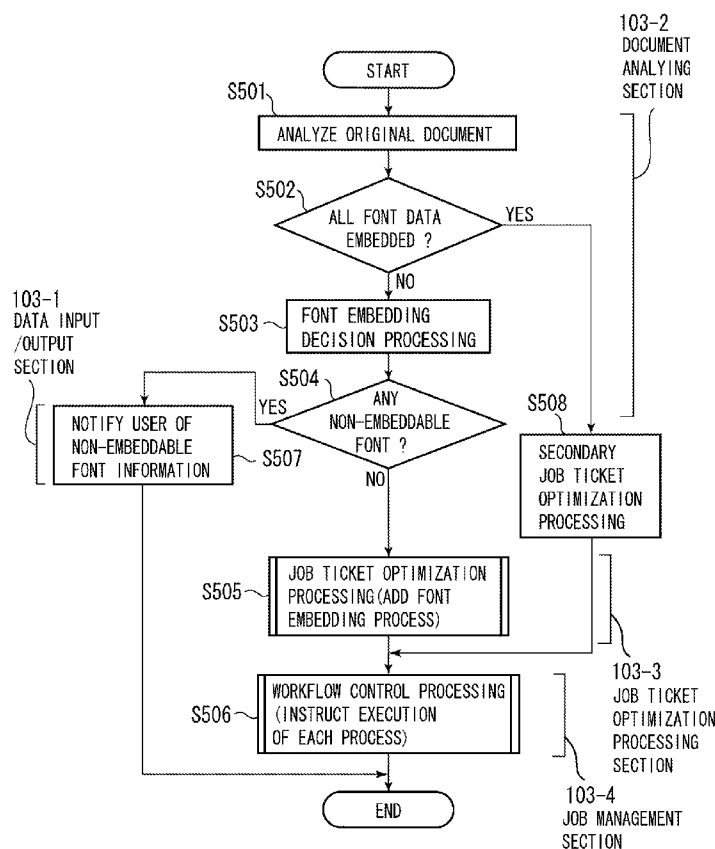 103-2
DOCUMENT
ANALYING
SECTION
START
S501
ANALYZE ORIGINAL DOCUMENT
S502
ALL FONT DATA
EMBEDDED ?
YES
NO
103-1
DATA INPUT
/OUTPUT
SECTION
S503
FONT EMBEDDING
DECISION PROCESSING
S504
YES
ANY
NON-EMBEDDABLE
FONT ?
NO
NOTIFY USER OF
NON-EMBEDDABLE
FONT INFORMATION
S507
S508
SECONDARY
JOB TICKET
OPTIMIZATION
PROCESSING
S505
JOB TICKET OPTIMIZATION
PROCESSING(ADD FONT
EMBEDDING PROCESS)
S506
WORKFLOW CONTROL PROCESSING
(INSTRUCT EXECUTION
OF EACH PROCESS)
103-3
JOB TICKET
OPTIMIZATION
PROCESSING
SECTION
END
103-4
JOB MANAGEMENT
SECTION